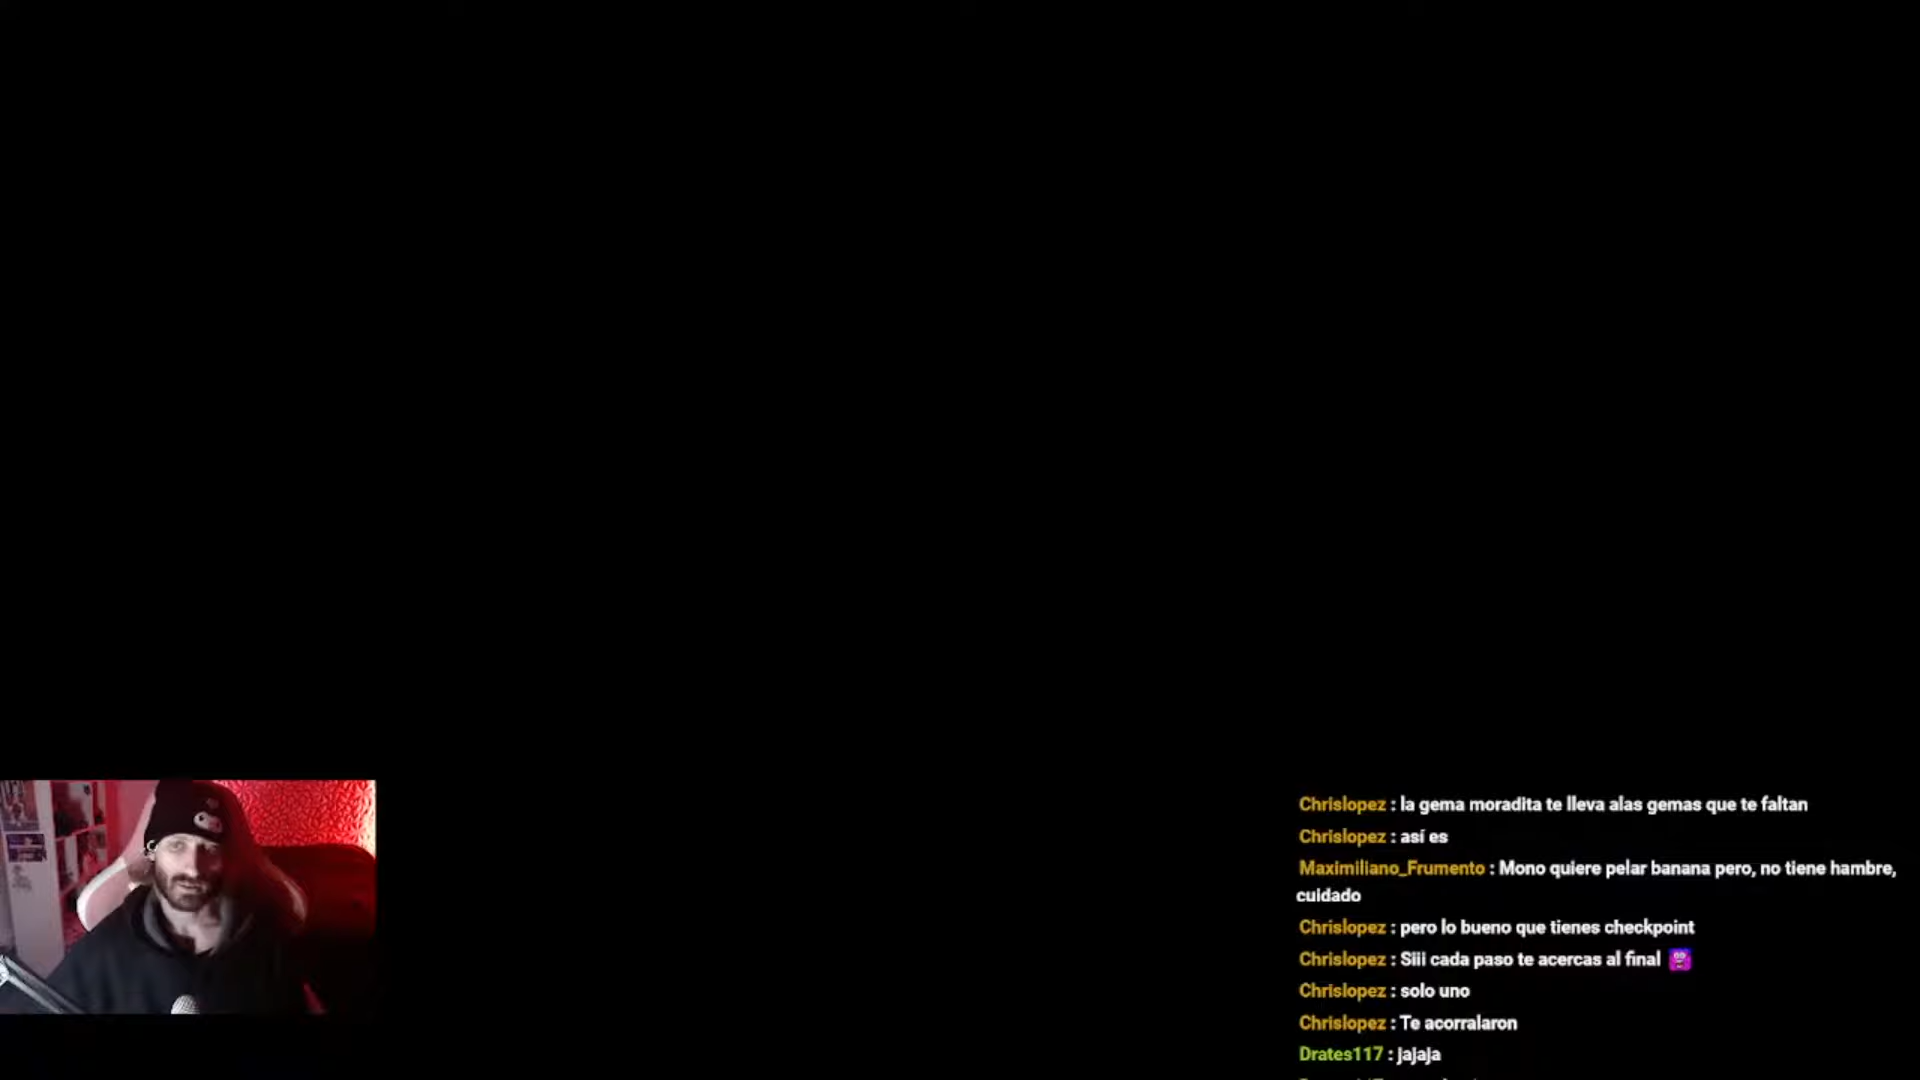 Chrislopez : la gema moradita te lleva alas gemas que te faltan
Chrislopez : así es
Maximiliano_Frumento : Mono quiere pelar banana pero, no tiene hambre,
cuidado
Chrislopez : pero lo bueno que tienes checkpoint
Chrislopez : Siii cada paso te acercas al final
Chrislopez : solo uno
Chrislopez : Te acorralaron
Drates117 : jajaja